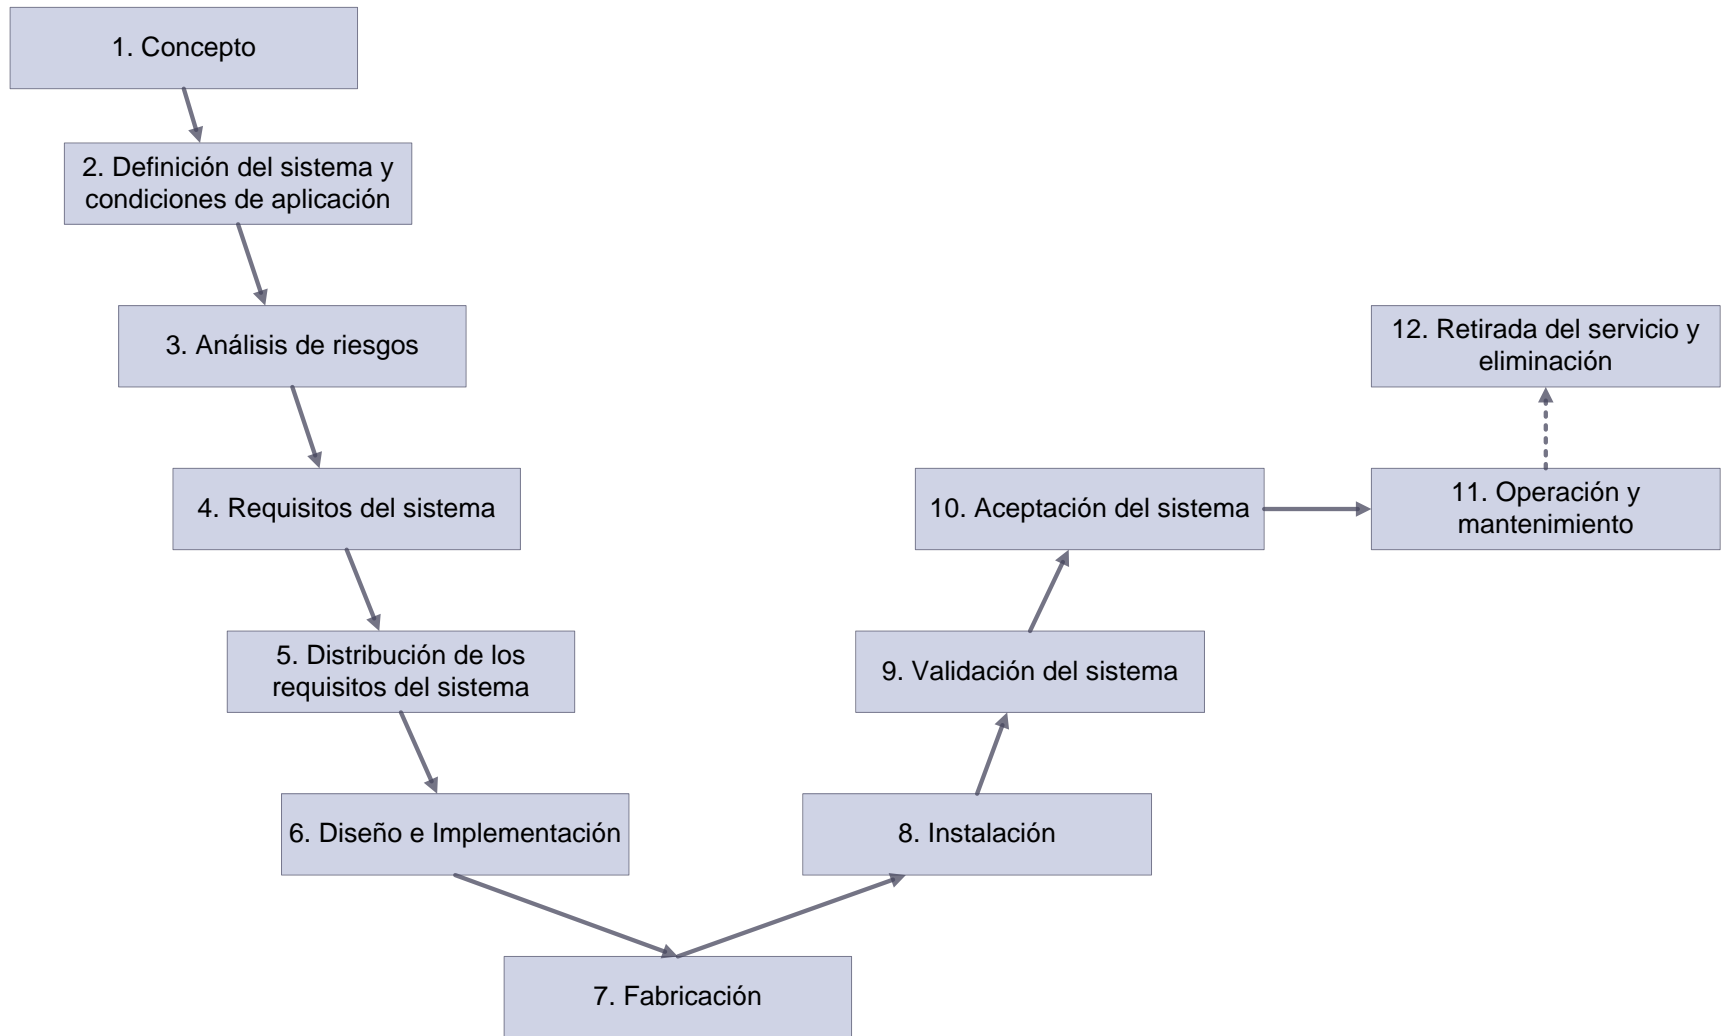 1. Concepto
2. Definición del sistema y
condiciones de aplicación
3. Análisis de riesgos
4. Requisitos del sistema
5. Distribución de los
requisitos del sistema
6. Diseño e Implementación
7. Fabricación
8. Instalación
9. Validación del sistema
10. Aceptación del sistema
11. Operación y
mantenimiento
12. Retirada del servicio y
eliminación